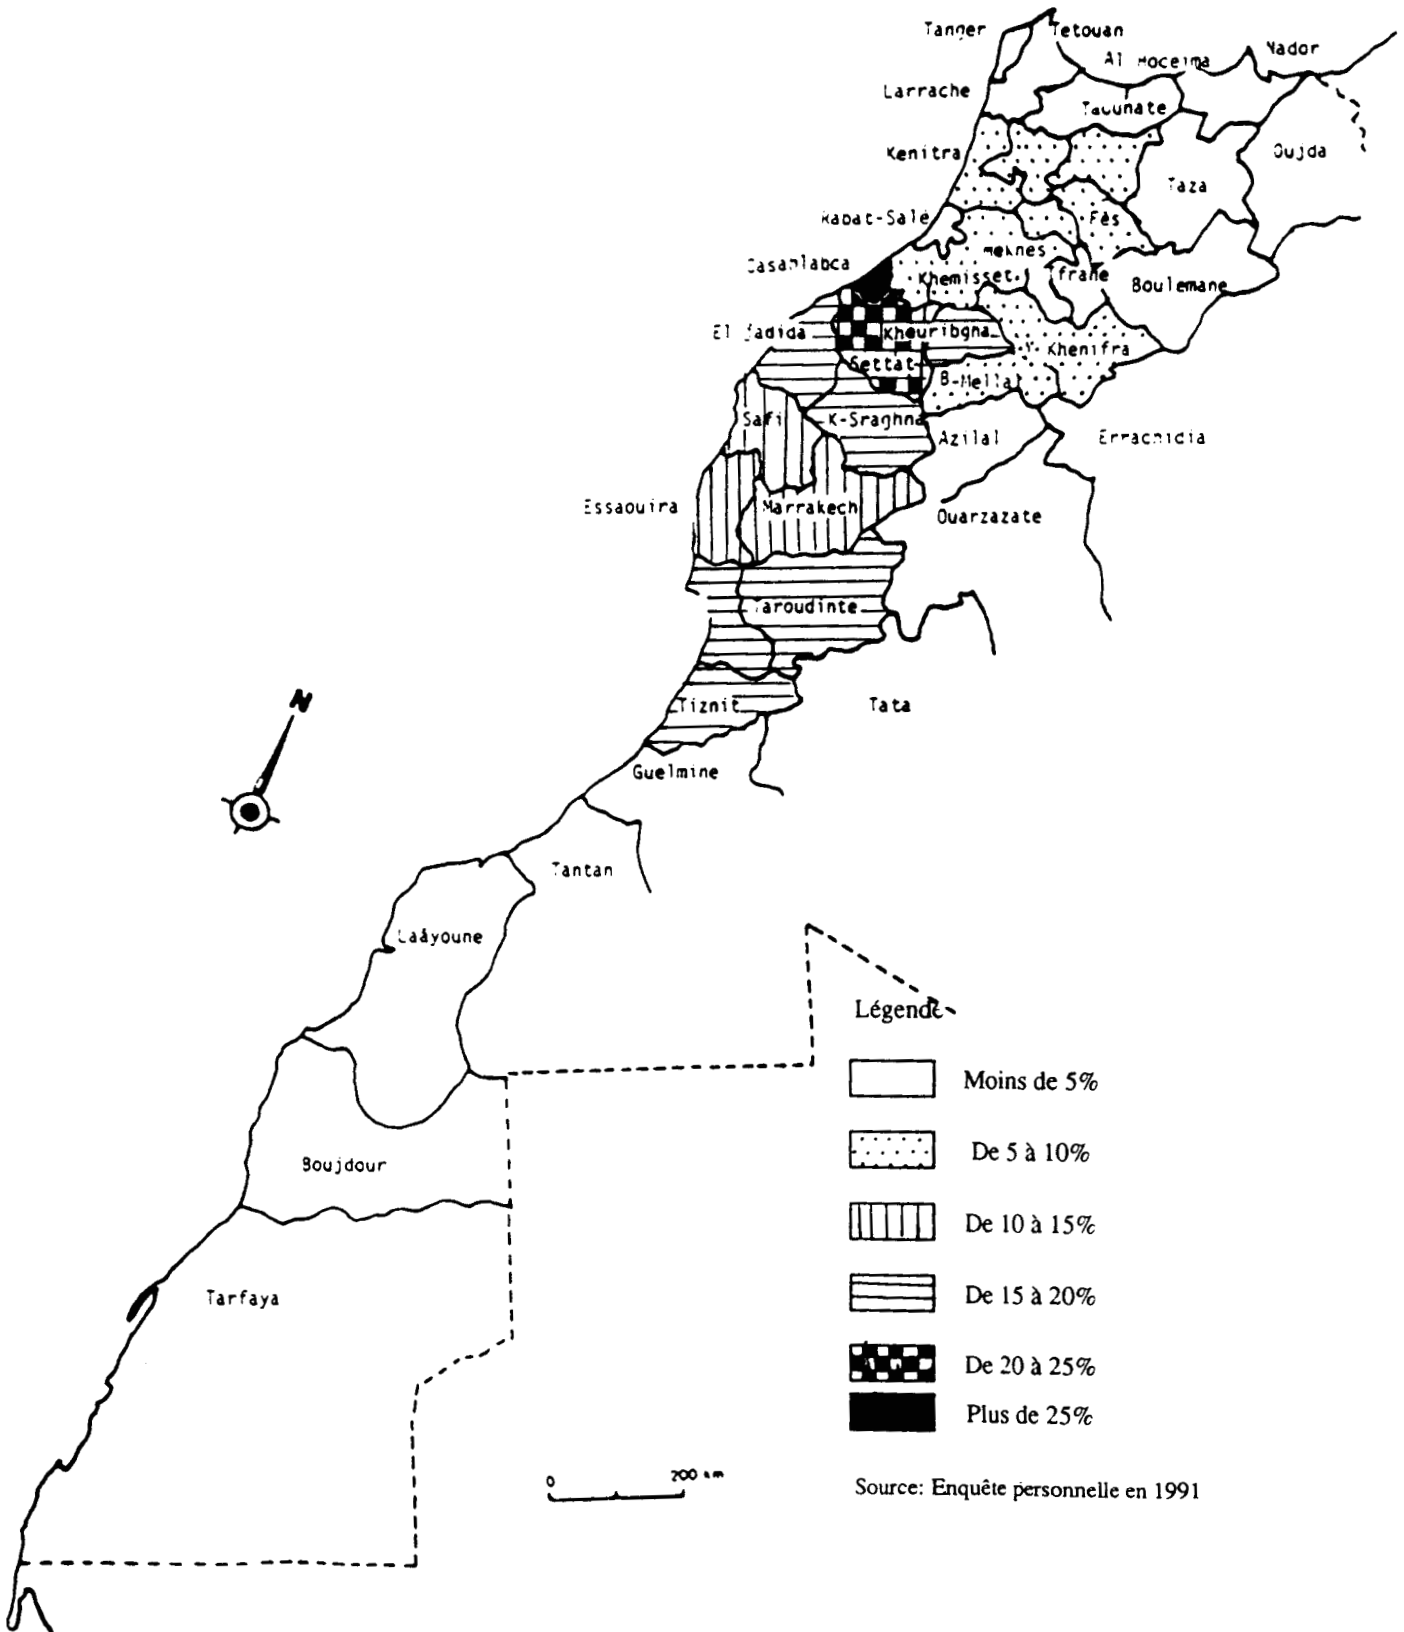 Tanger
Tetouan
Al Hoceima
Nador
Larrache
Taounate
Kenitra
Oujda
Taza
Rabat-Salé
Fès
meknes
Casablabca
Khemisset
Ifrane
Boulemane
El Jadida
Khouribgna
Khenifra
Settat
B-Mellal
Safi
K-Sraghna
Azilal
Errachidia
Essaouira
Marrakech
Ouarzazate
Taroudinte
Tiznit
Tata
N
Guelmine
Tantan
Laâyoune
Légende
Moins de 5%
De 5 à 10%
Boujdour
De 10 à 15%
Tarfaya
De 15 à 20%
De 20 à 25%
Plus de 25%
0 200 km
Source: Enquête personnelle en 1991